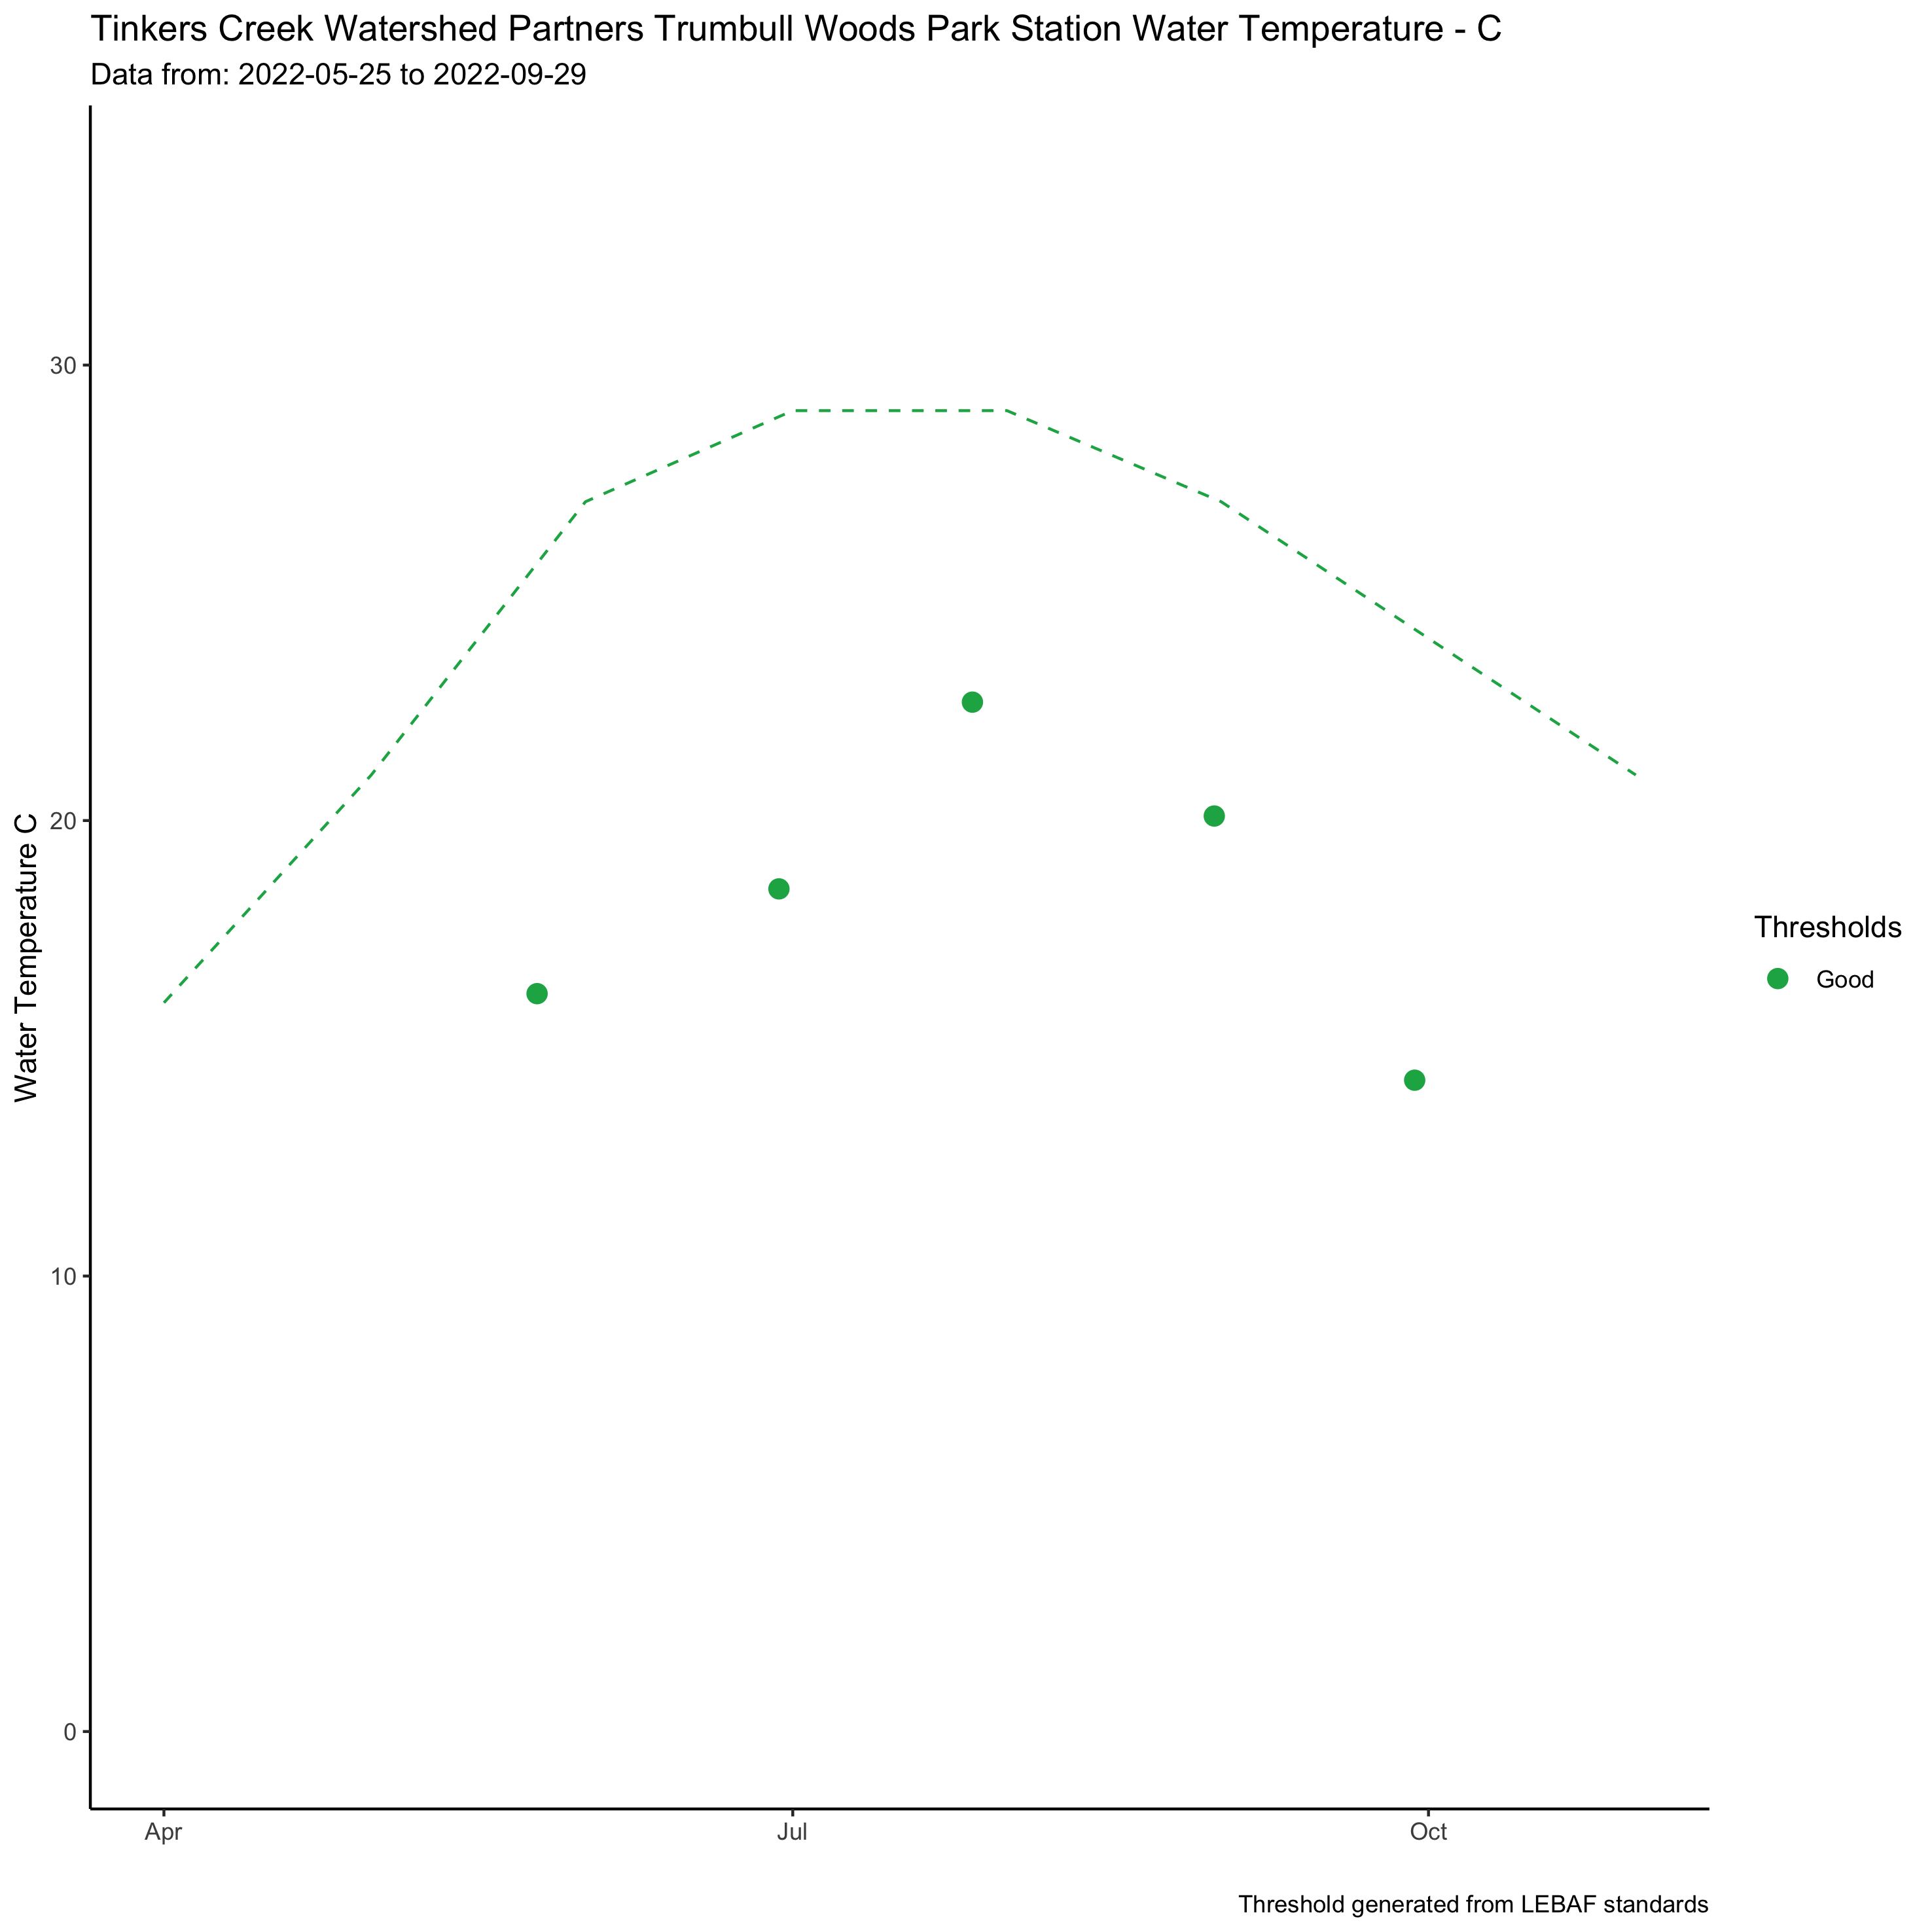 Tinkers Creek Watershed Partners Trumbull Woods Park Station Water Temperature - C
Data from: 2022-05-25 to 2022-09-29
Water Temperature C
30
20
10
0
Apr
Jul
Oct
Thresholds
Good
Threshold generated from LEBAF standards